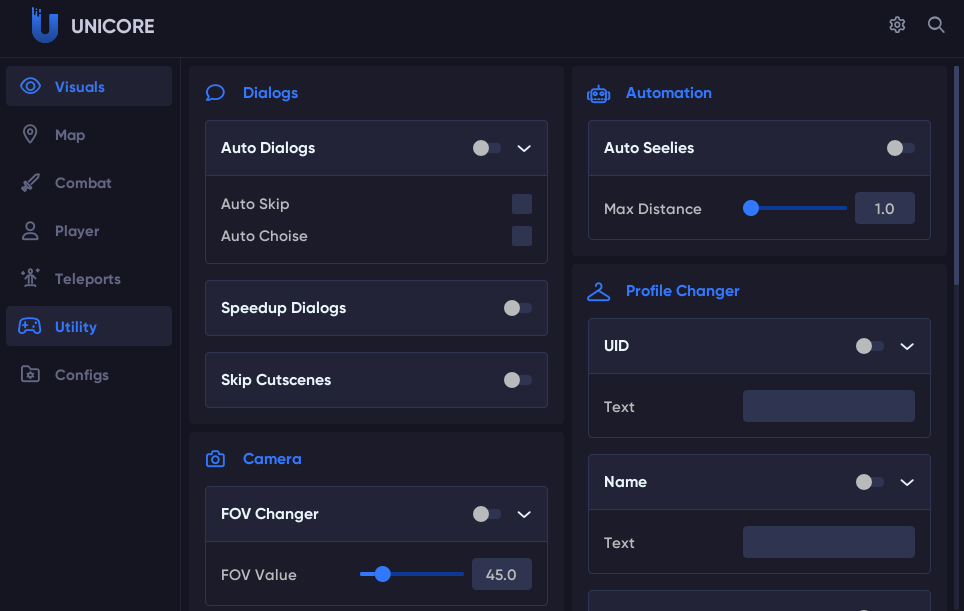 UNICORE
Visuals
Map
Combat
Player
Teleports
Utility
Configs
Dialogs
Auto Dialogs
Auto Skip
Auto Choise
Speedup Dialogs
Skip Cutscenes
Camera
FOV Changer
FOV Value
45.0
Automation
Auto Seelies
Max Distance
1.0
Profile Changer
UID
Text
Name
Text